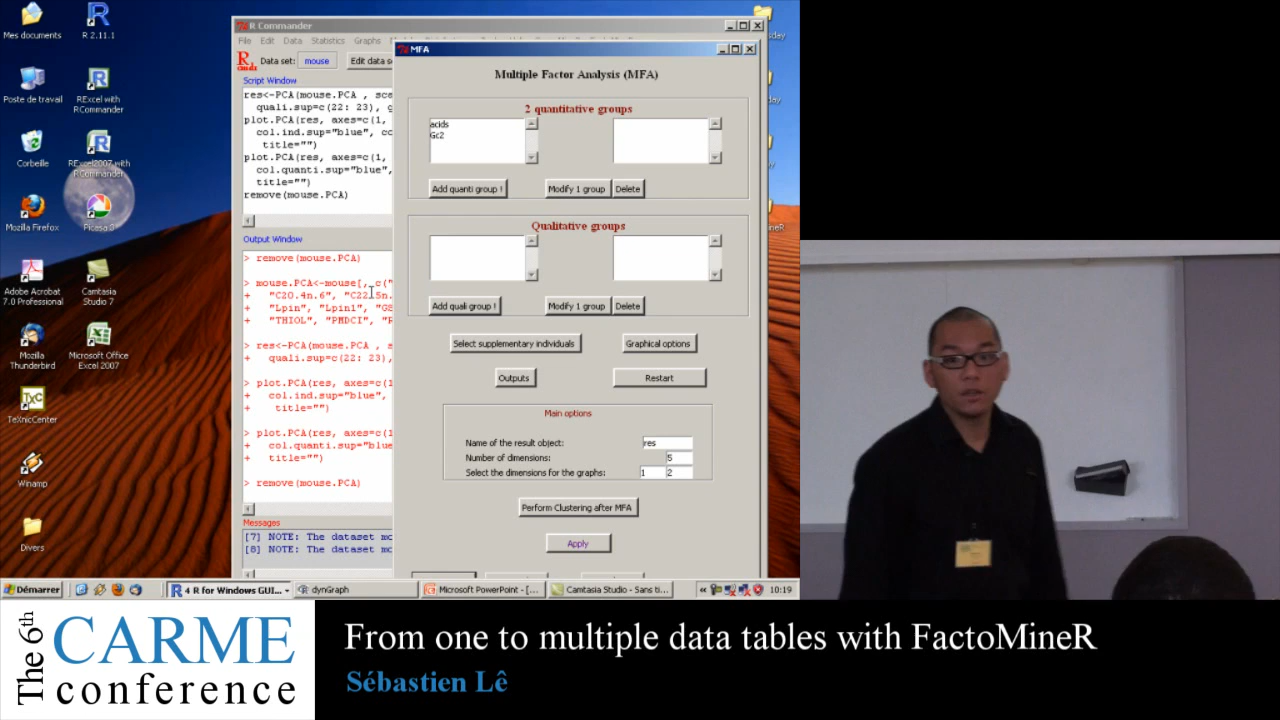 Mes documents
R 2.11.1
Poste de travail
RExcel with
RCommander
Corbeille
RExcel2007 with
RCommander
Mozilla Firefox
Picasa 3
Acrobat
7.0 Professional
Camtasia
Studio 7
Mozilla
Thunderbird
Microsoft Office
Excel 2007
TeXnicCenter
Winamp
Divers
R Commander
File Edit Data Statistics Graphs
Data set: mouse Edit data s
Script Window
res<-PCA(mouse.PCA , sca
quali.sup=c(22: 23), g
plot.PCA(res, axes=c(1,
col.ind.sup="blue", co
title="")
plot.PCA(res, axes=c(1,
col.quanti.sup="blue",
title="")
remove(mouse.PCA)
Output Window
> remove(mouse.PCA)
> mouse.PCA<-mouse[, c("
+ "C20.4n.6", "C22.5n.
+ "Lpin", "Lpin1", "GS
+ "THIOL", "PMDCI", "
> res<-PCA(mouse.PCA , s
+ quali.sup=c(22: 23),
> plot.PCA(res, axes=c(1
+ col.ind.sup="blue",
+ title="")
> plot.PCA(res, axes=c(1
+ col.quanti.sup="blue
+ title="")
> remove(mouse.PCA)
Messages
[7] NOTE: The dataset mo
[8] NOTE: The dataset mo
MFA
Multiple Factor Analysis (MFA)
2 quantitative groups
acids
Gc2
Add quanti group ! Modify 1 group Delete
Qualitative groups
Add quali group ! Modify 1 group Delete
Select supplementary individuals Graphical options
Outputs Restart
Main options
Name of the result object: res
Number of dimensions: 5
Select the dimensions for the graphs: 1 2
Perform Clustering after MFA
Apply
Démarrer 4 R for Windows GUI... dynGraph Microsoft PowerPoint - [... Camtasia Studio - Sans ti... 10:19
The 6th
CARME
conference
From one to multiple data tables with FactoMineR
Sébastien Lê